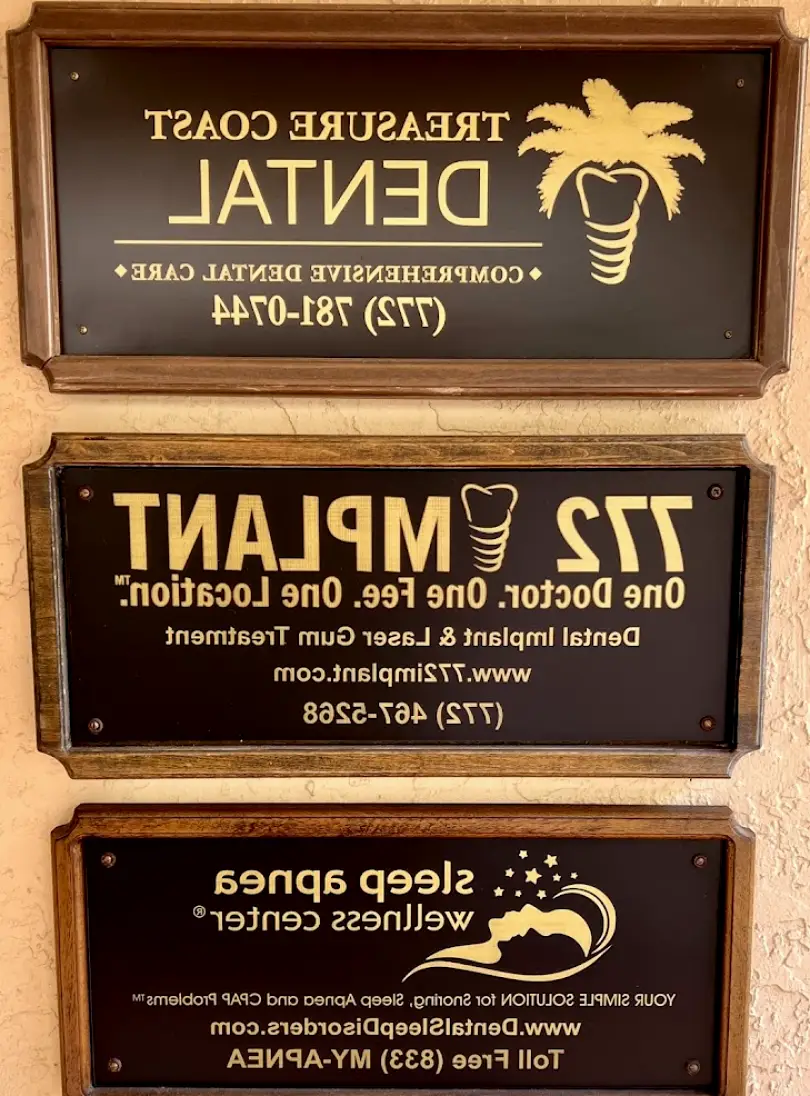 TREASURE COAST
DENTAL
◆COMPREHENSIVE DENTAL CARE◆
(772) 781-0744
772 MPLANT
One Doctor. One Fee. One Location.™
Dental Implant & Laser Gum Treatment
www.772implant.com
(772) 467-5268
sleep apnea
wellness center®
YOUR SIMPLE SOLUTION for Snoring, Sleep Apnea and CPAP Problems™
www.DentalSleepDisorders.com
Toll Free (833) MY-APNEA